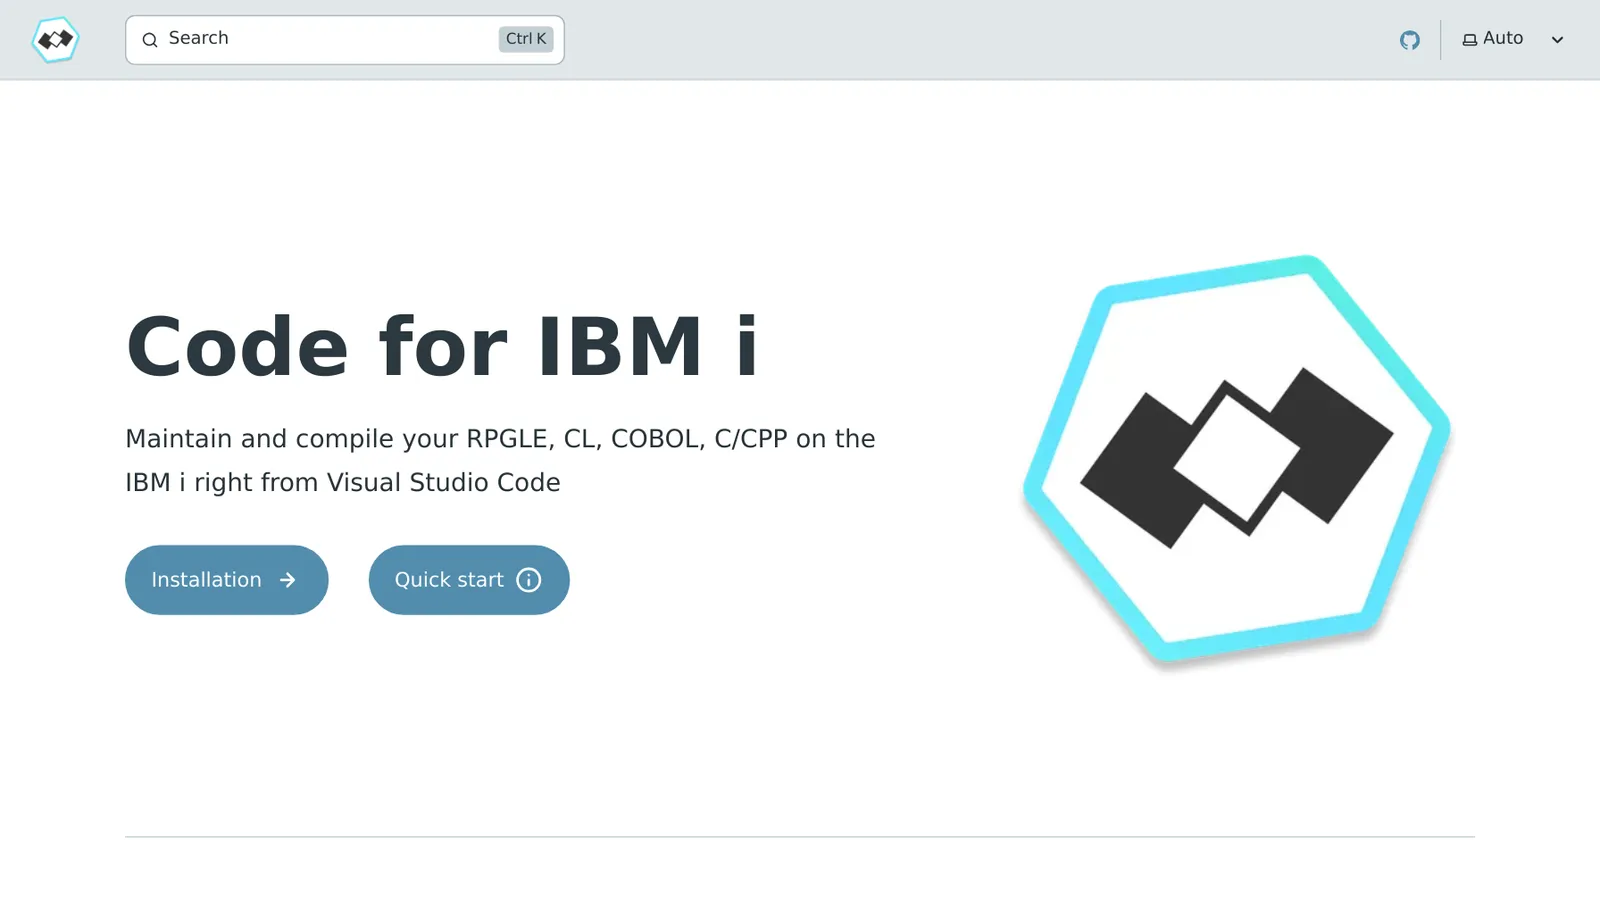 Search
Ctrl K
Auto
Code for IBM i
Maintain and compile your RPGLE, CL, COBOL, C/CPP on the
IBM i right from Visual Studio Code
Installation
Quick start